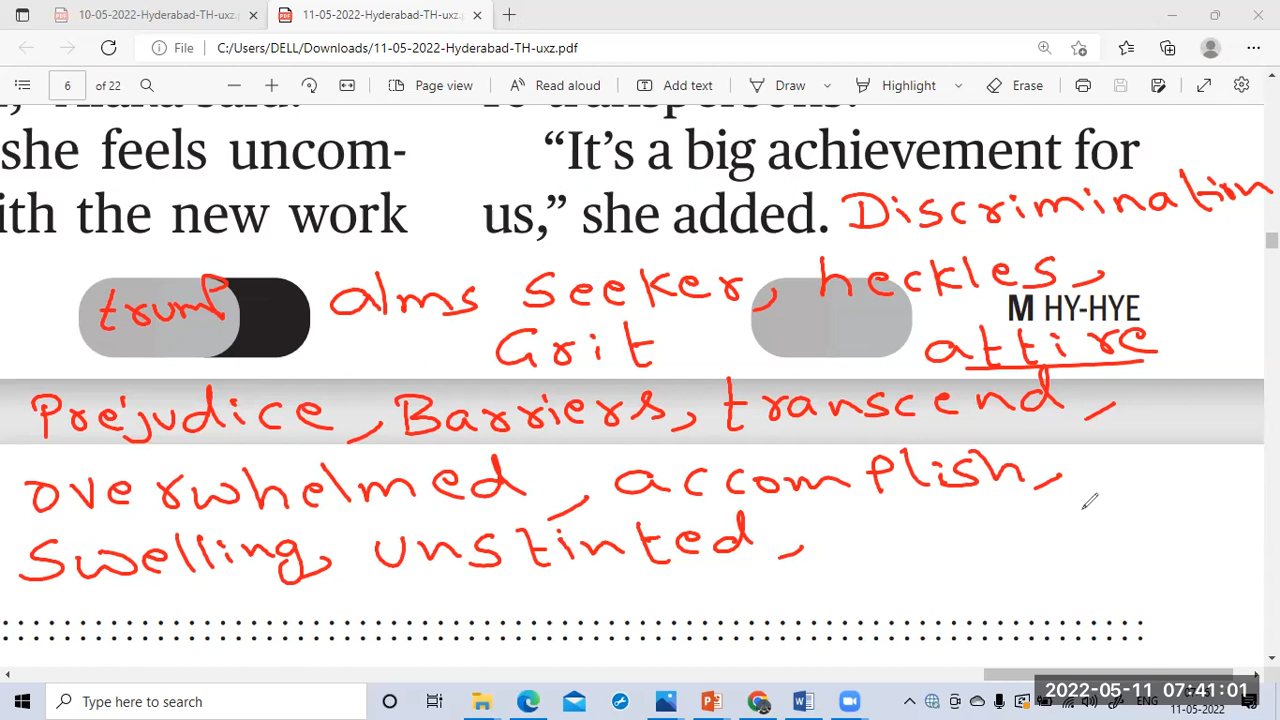 10-05-2022-Hyderabad-TH-uxz.p
11-05-2022-Hyderabad-TH-uxz.pdf
File C:/Users/DELL/Downloads/11-05-2022-Hyderabad-TH-uxz.pdf
6 of 22 Page view Read aloud Add text Draw Highlight Erase
she feels uncom-
ith the new work
to transpersons.
“It’s a big achievement for
us,” she added. Discrimination
trump alms seeker, heckles,
M HY-HYE
Grit attire
Prejudice, Barriers, transcend,
overwhelmed, accomplish,
Swelling, unstinted,
Type here to search
2022-05-11 07:41:01
11-05-2022